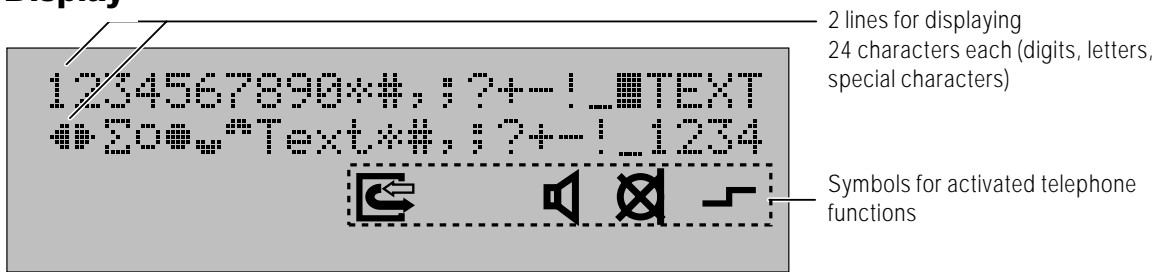 Display
2 lines for displaying
24 characters each (digits, letters,
special characters)
1234567890*#,;?+-!_■TEXT
◀▶ΣO●◡^Text*#,;?+-!_1234
Symbols for activated telephone
functions